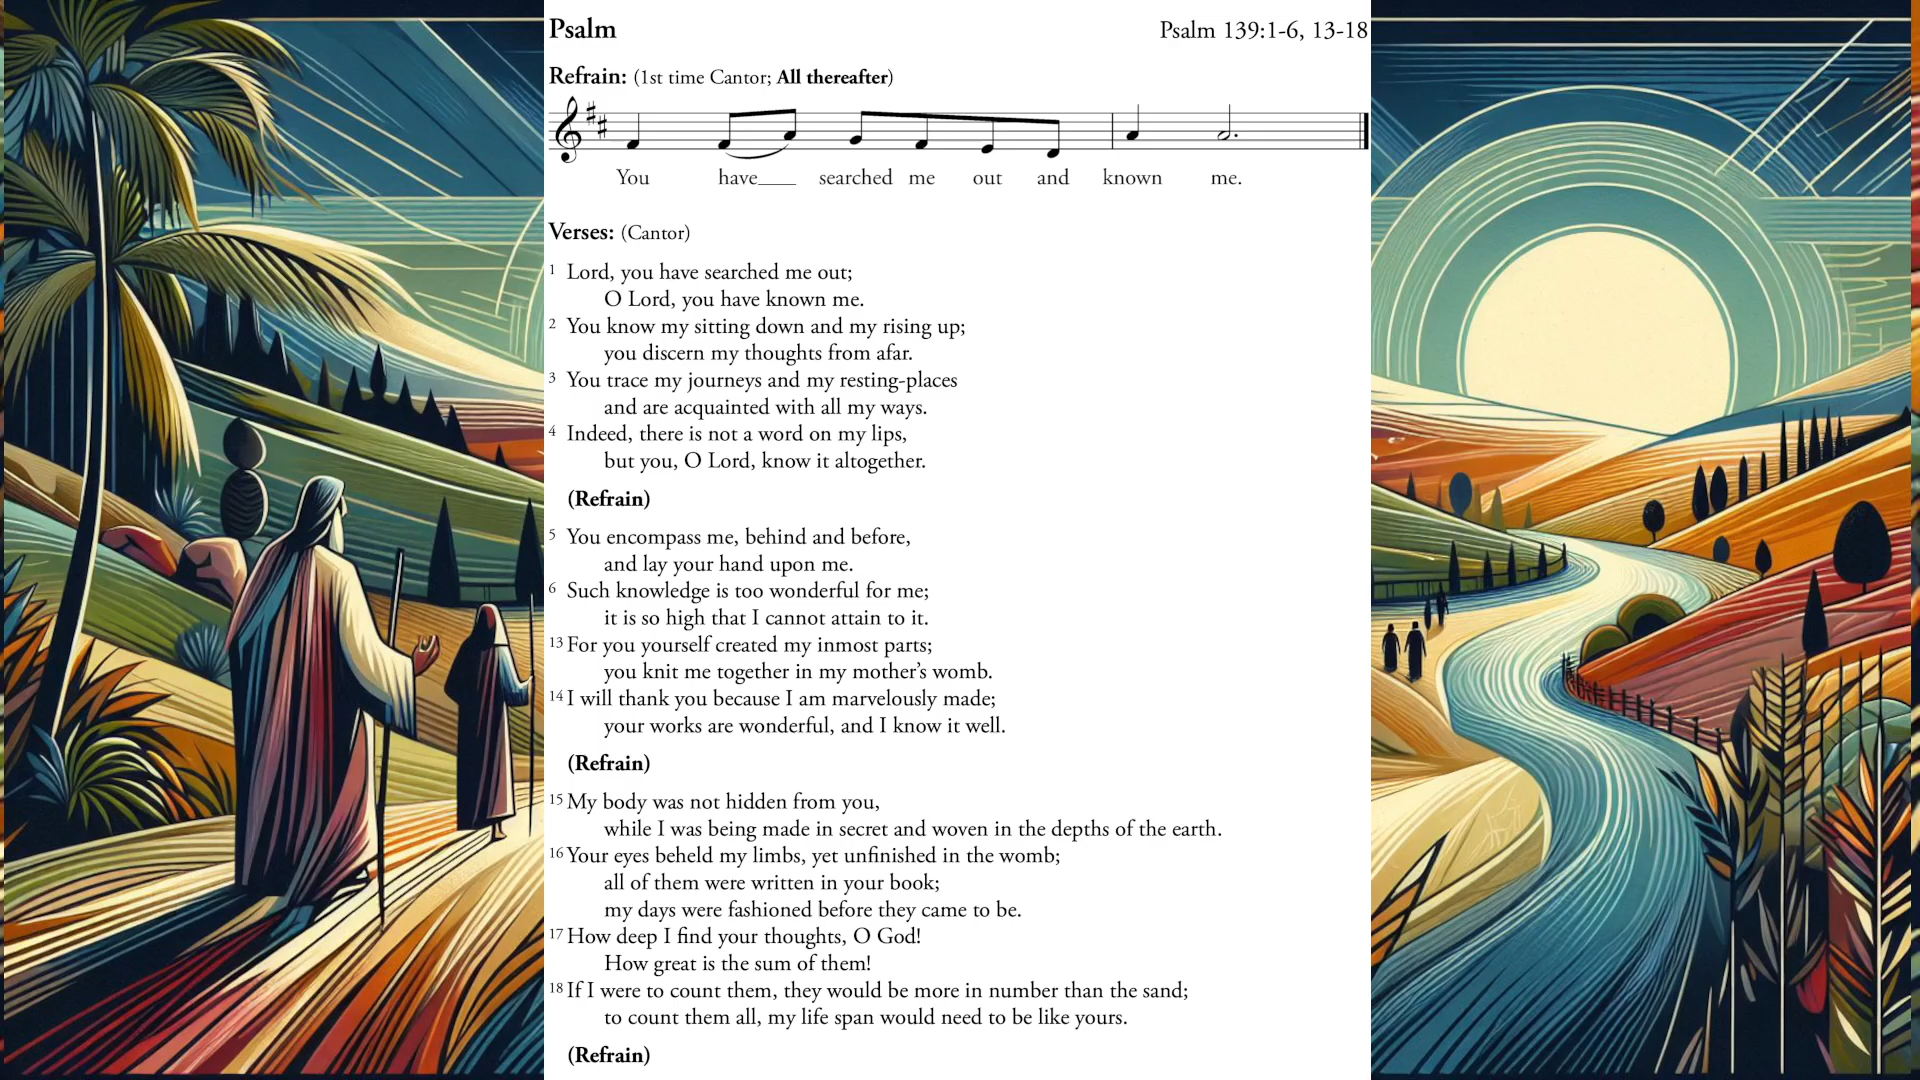 Psalm
Psalm 139:1-6, 13-18
Refrain: (1st time Cantor; All thereafter)
You have___ searched me out and known me.
Verses: (Cantor)
1 Lord, you have searched me out;
O Lord, you have known me.
2 You know my sitting down and my rising up;
you discern my thoughts from afar.
3 You trace my journeys and my resting-places
and are acquainted with all my ways.
4 Indeed, there is not a word on my lips,
but you, O Lord, know it altogether.
(Refrain)
5 You encompass me, behind and before,
and lay your hand upon me.
6 Such knowledge is too wonderful for me;
it is so high that I cannot attain to it.
13 For you yourself created my inmost parts;
you knit me together in my mother’s womb.
14 I will thank you because I am marvelously made;
your works are wonderful, and I know it well.
(Refrain)
15 My body was not hidden from you,
while I was being made in secret and woven in the depths of the earth.
16 Your eyes beheld my limbs, yet unfinished in the womb;
all of them were written in your book;
my days were fashioned before they came to be.
17 How deep I find your thoughts, O God!
How great is the sum of them!
18 If I were to count them, they would be more in number than the sand;
to count them all, my life span would need to be like yours.
(Refrain)